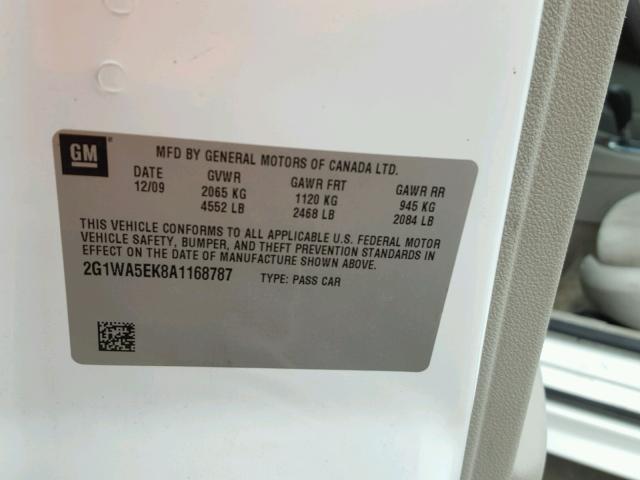 GM
MFD BY GENERAL MOTORS OF CANADA LTD.
DATE GVWR GAWR FRT GAWR RR
12/09 2065 KG 1120 KG 945 KG
4552 LB 2468 LB 2084 LB
THIS VEHICLE CONFORMS TO ALL APPLICABLE U.S. FEDERAL MOTOR
VEHICLE SAFETY, BUMPER, AND THEFT PREVENTION STANDARDS IN
EFFECT ON THE DATE OF MANUFACTURE SHOWN ABOVE.
2G1WA5EK8A1168787 TYPE: PASS CAR